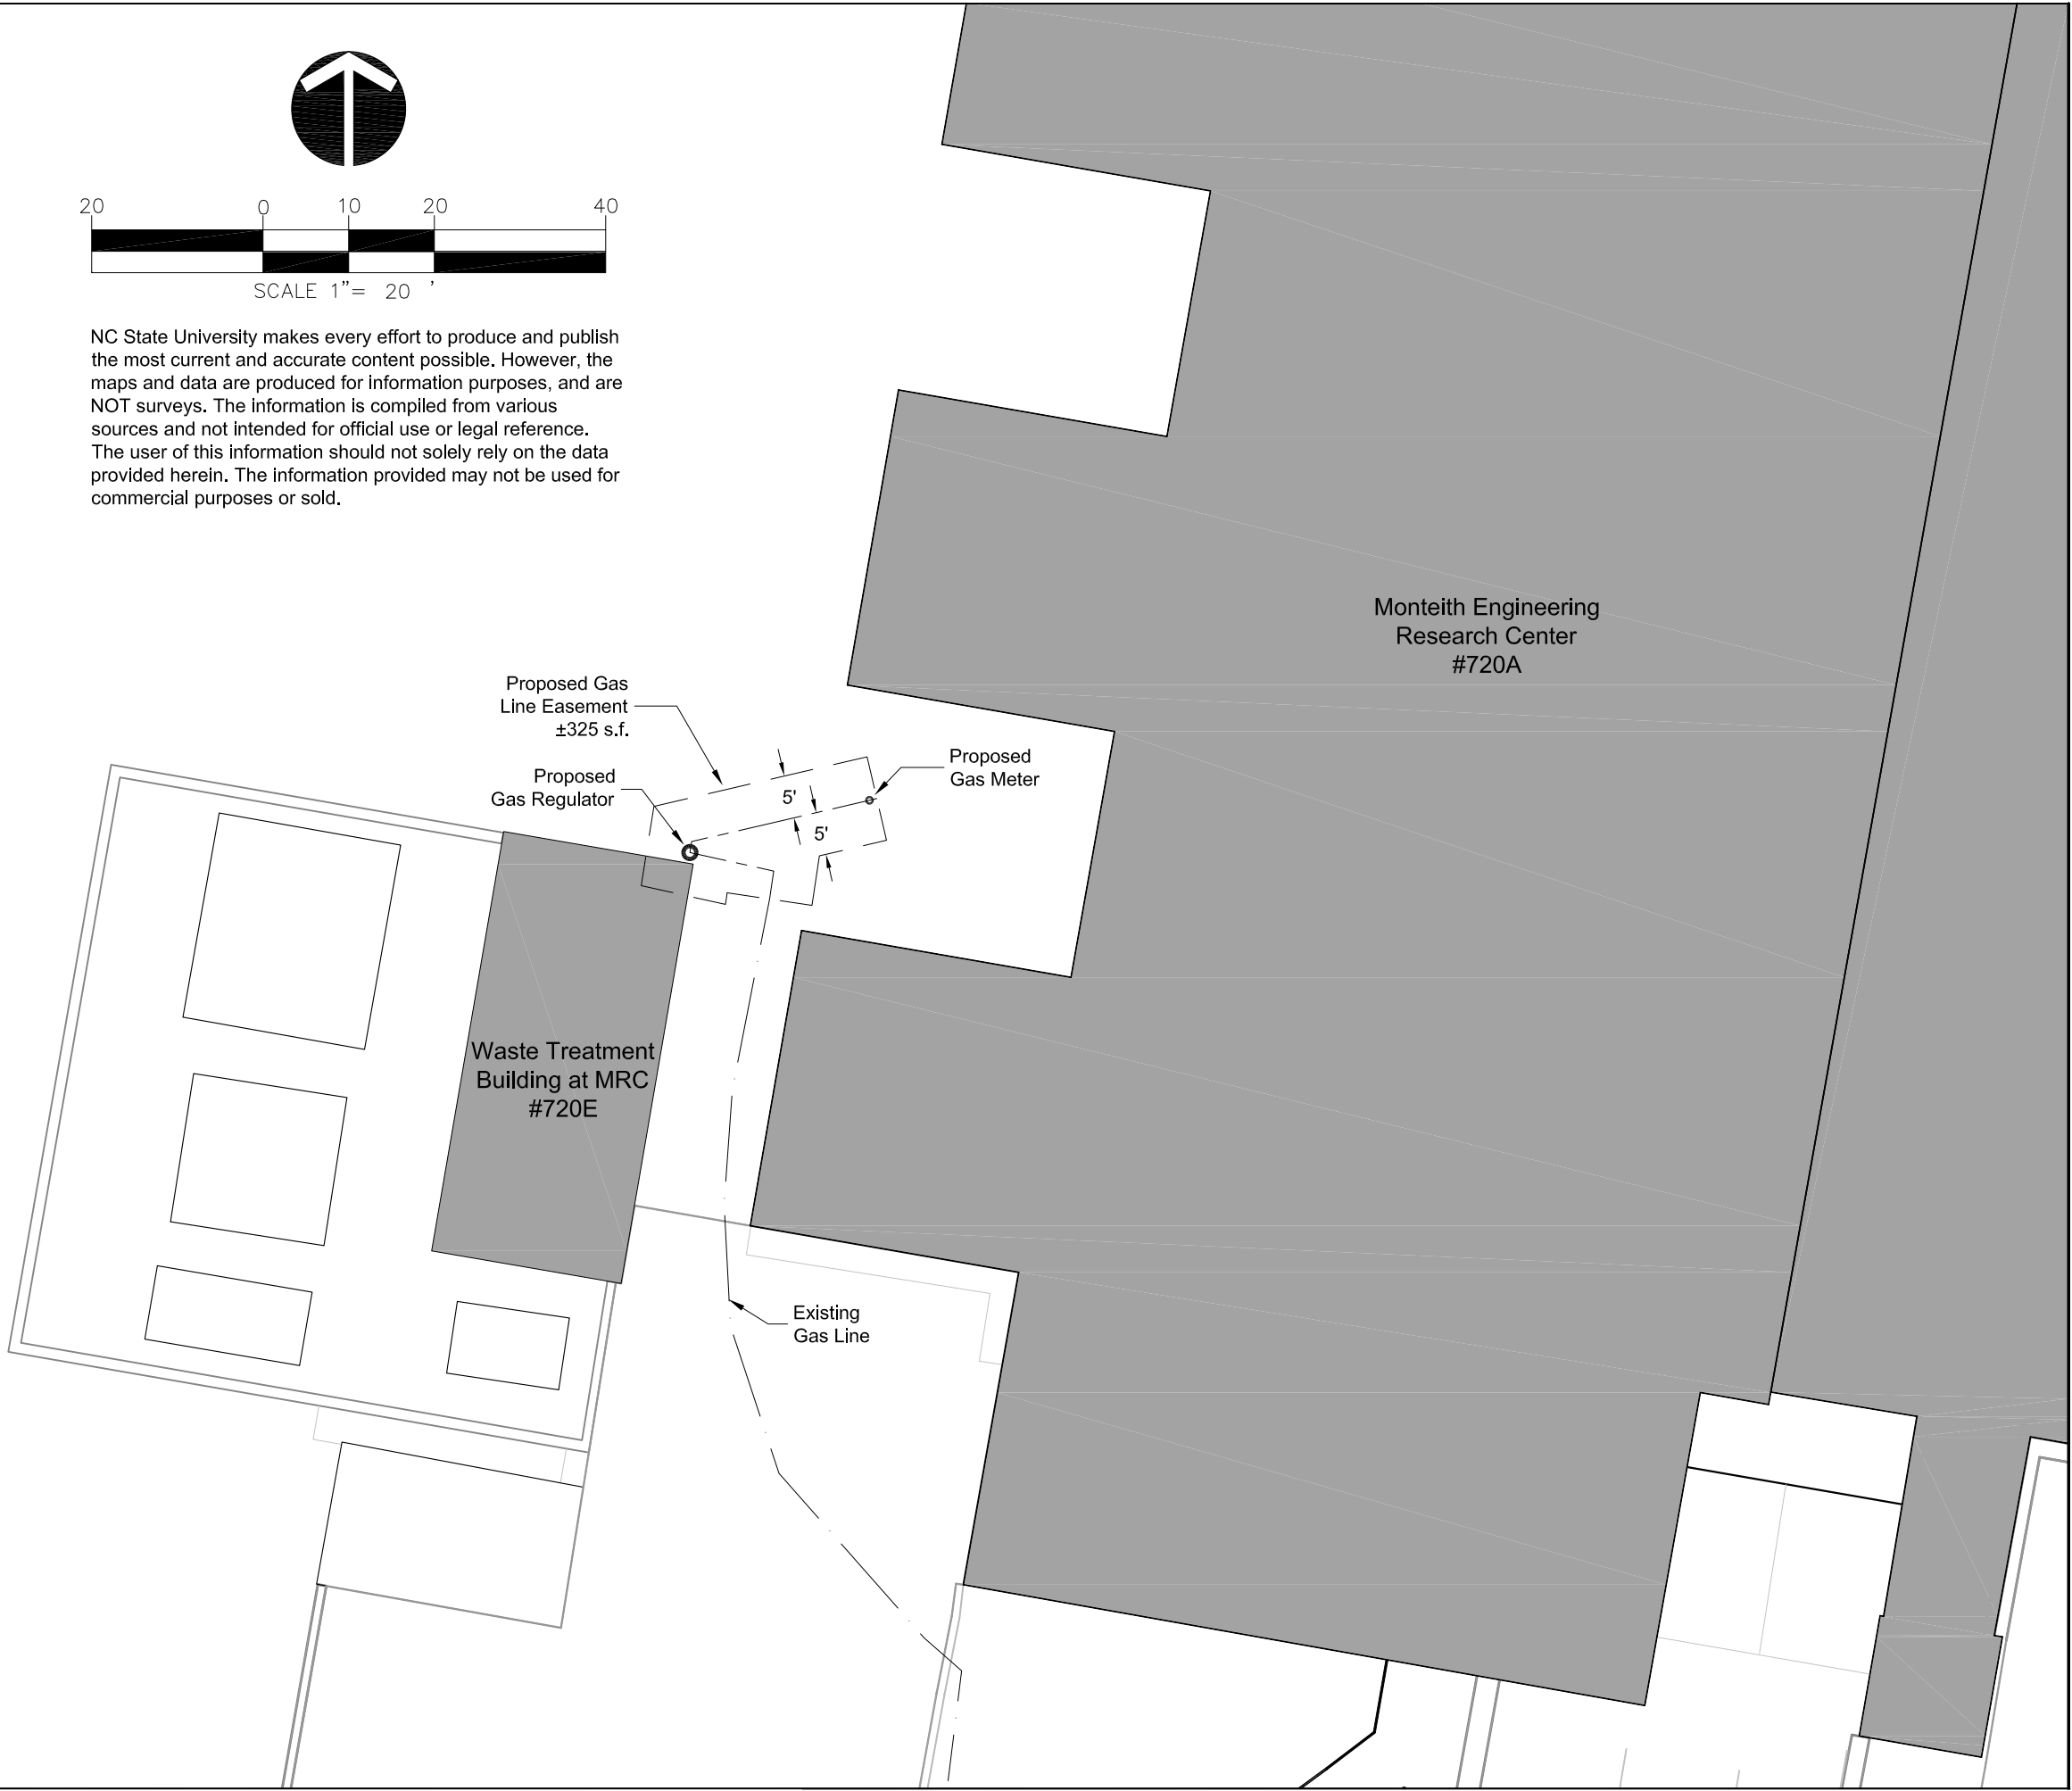 20 0 10 20 40
SCALE 1"= 20 '
NC State University makes every effort to produce and publish
the most current and accurate content possible. However, the
maps and data are produced for information purposes, and are
NOT surveys. The information is compiled from various
sources and not intended for official use or legal reference.
The user of this information should not solely rely on the data
provided herein. The information provided may not be used for
commercial purposes or sold.
Monteith Engineering
Research Center
#720A
Proposed Gas
Line Easement
±325 s.f.
Proposed
Gas Regulator
Proposed
Gas Meter
5'
5'
Waste Treatment
Building at MRC
#720E
Existing
Gas Line